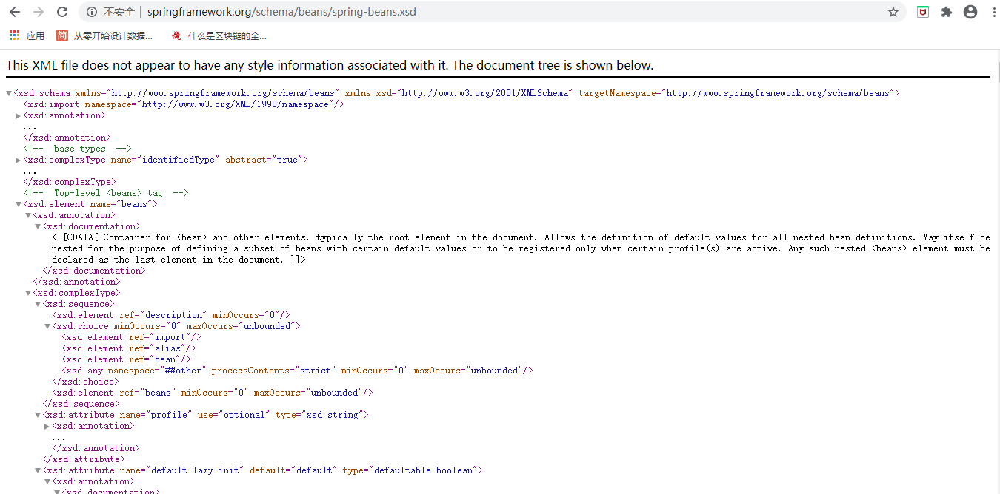 不安全 | springframework.org/schema/beans/spring-beans.xsd
应用 简 从零开始设计数据... 烧 什么是区块链的全...
This XML file does not appear to have any style information associated with it. The document tree is shown below.
▼<xsd:schema xmlns="http://www.springframework.org/schema/beans" xmlns:xsd="http://www.w3.org/2001/XMLSchema" targetNamespace="http://www.springframework.org/schema/beans">
<xsd:import namespace="http://www.w3.org/XML/1998/namespace"/>
▶<xsd:annotation>
...
</xsd:annotation>
<!-- base types -->
▶<xsd:complexType name="identifiedType" abstract="true">
...
</xsd:complexType>
<!-- Top-level <beans> tag -->
▼<xsd:element name="beans">
▼<xsd:annotation>
▼<xsd:documentation>
<![CDATA[ Container for <bean> and other elements, typically the root element in the document. Allows the definition of default values for all nested bean definitions. May itself be
nested for the purpose of defining a subset of beans with certain default values or to be registered only when certain profile(s) are active. Any such nested <beans> element must be
declared as the last element in the document. ]]>
</xsd:documentation>
</xsd:annotation>
▼<xsd:complexType>
▼<xsd:sequence>
<xsd:element ref="description" minOccurs="0"/>
▼<xsd:choice minOccurs="0" maxOccurs="unbounded">
<xsd:element ref="import"/>
<xsd:element ref="alias"/>
<xsd:element ref="bean"/>
<xsd:any namespace="##other" processContents="strict" minOccurs="0" maxOccurs="unbounded"/>
</xsd:choice>
<xsd:element ref="beans" minOccurs="0" maxOccurs="unbounded"/>
</xsd:sequence>
▼<xsd:attribute name="profile" use="optional" type="xsd:string">
▶<xsd:annotation>
...
</xsd:annotation>
</xsd:attribute>
▼<xsd:attribute name="default-lazy-init" default="default" type="defaultable-boolean">
▼<xsd:annotation>
▼<xsd:documentation>